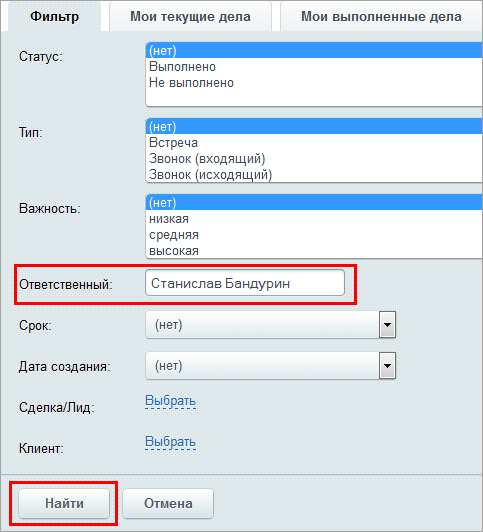 Фильтр Мои текущие дела Мои выполненные дела
Статус: (нет)
Выполнено
Не выполнено
Тип: (нет)
Встреча
Звонок (входящий)
Звонок (исходящий)
Важность: (нет)
низкая
средняя
высокая
Ответственный: Станислав Бандурин
Срок: (нет)
Дата создания: (нет)
Сделка/Лид: Выбрать
Клиент: Выбрать
Найти Отмена